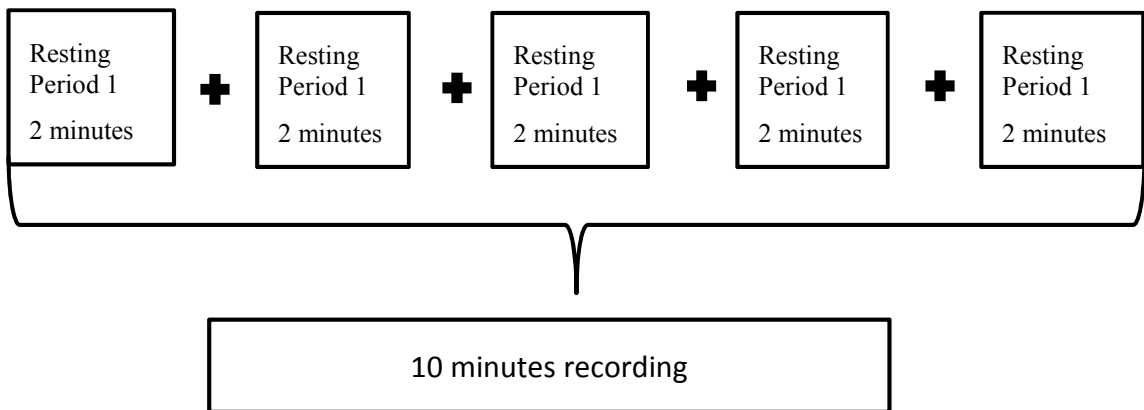 Resting
Period 1
2 minutes
Resting
Period 1
2 minutes
Resting
Period 1
2 minutes
Resting
Period 1
2 minutes
Resting
Period 1
2 minutes
10 minutes recording